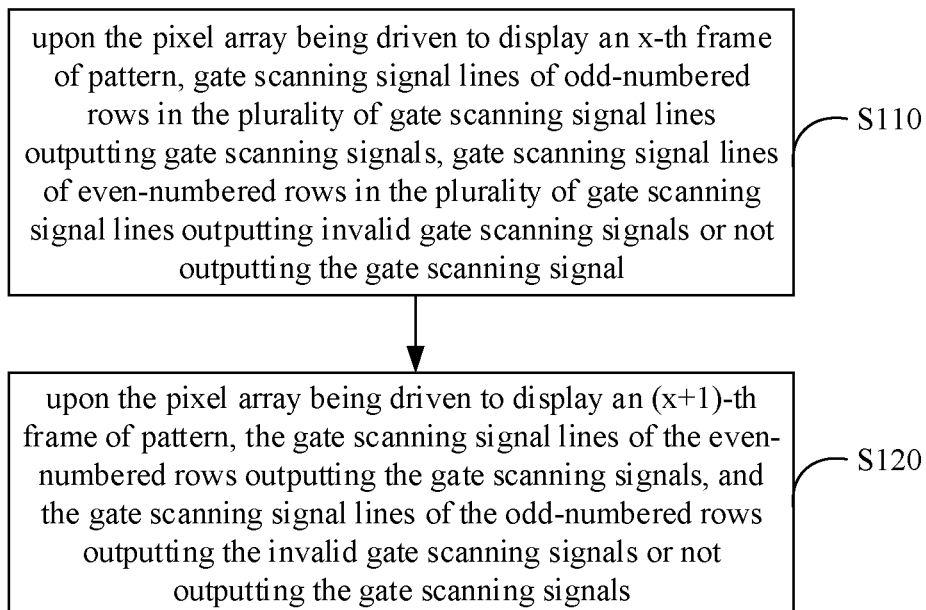 upon the pixel array being driven to display an x-th frame
of pattern, gate scanning signal lines of odd-numbered
rows in the plurality of gate scanning signal lines
outputting gate scanning signals, gate scanning signal lines
of even-numbered rows in the plurality of gate scanning
signal lines outputting invalid gate scanning signals or not
outputting the gate scanning signal
S110
upon the pixel array being driven to display an (x+1)-th
frame of pattern, the gate scanning signal lines of the even-
numbered rows outputting the gate scanning signals, and
the gate scanning signal lines of the odd-numbered rows
outputting the invalid gate scanning signals or not
outputting the gate scanning signals
S120